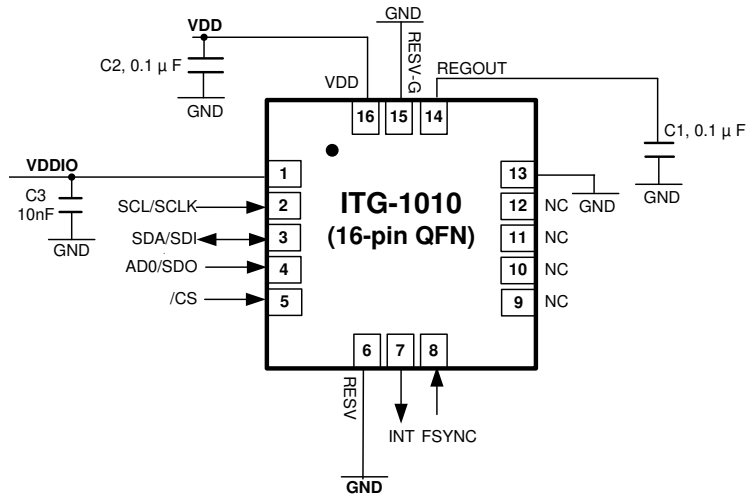 GND
VDD
C2, 0.1 µ F
GND
VDD
RESV-G
REGOUT
16
15
14
C1, 0.1 µ F
GND
VDDIO
C3
10nF
GND
1
SCL/SCLK
2
SDA/SDI
3
AD0/SDO
4
/CS
5
ITG-1010
(16-pin QFN)
13
GND
12 NC
11 NC
10 NC
9 NC
6
7
8
RESV
INT FSYNC
GND